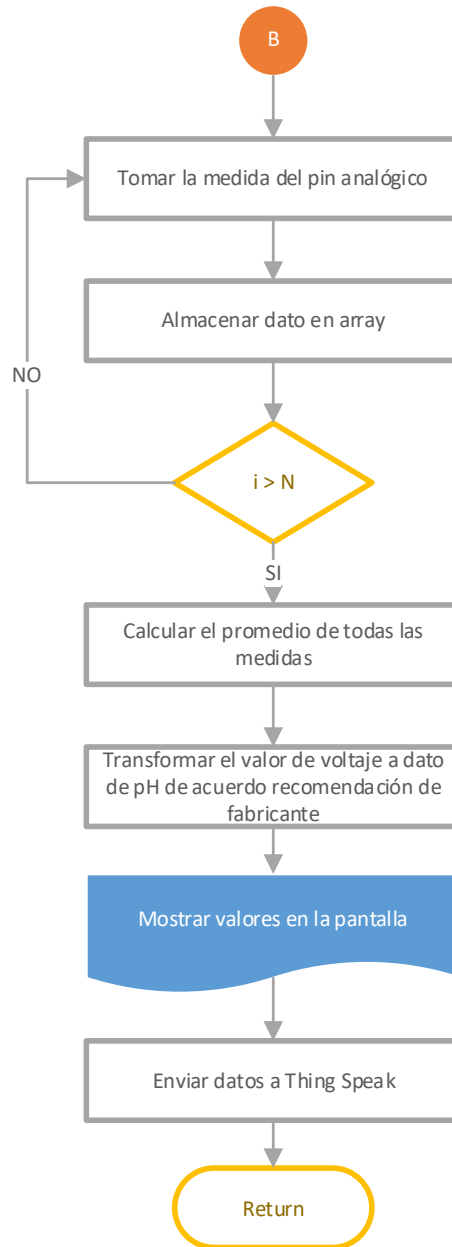 B
Tomar la medida del pin analógico
Almacenar dato en array
NO
i > N
SI
Calcular el promedio de todas las
medidas
Transformar el valor de voltaje a dato
de pH de acuerdo recomendación de
fabricante
Mostrar valores en la pantalla
Enviar datos a Thing Speak
Return